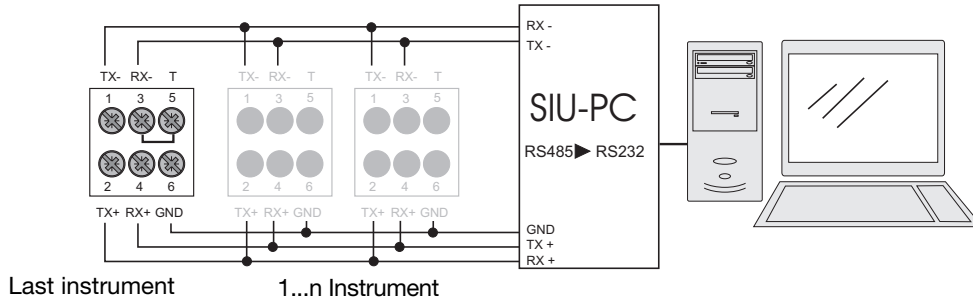 RX -
TX -
TX- RX- T
TX- RX- T
TX- RX- T
1 3 5
1 3 5
1 3 5
SIU-PC
RS485▶ RS232
2 4 6
2 4 6
2 4 6
TX+ RX+ GND
TX+ RX+ GND
TX+ RX+ GND
GND
TX +
RX +
Last instrument
1...n Instrument